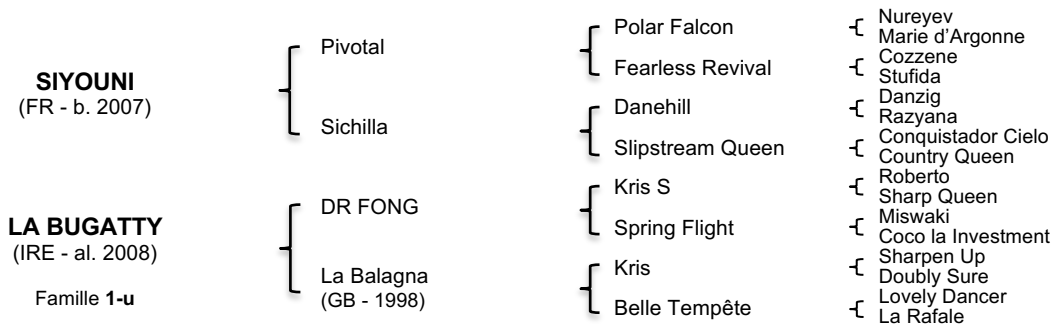 SIYOUNI
(FR - b. 2007)
LA BUGATTY
(IRE - al. 2008)
Famille 1-u
Pivotal
Sichilla
DR FONG
La Balagna
(GB - 1998)
Polar Falcon
Fearless Revival
Danehill
Slipstream Queen
Kris S
Spring Flight
Kris
Belle Tempête
Nureyev
Marie d’Argonne
Cozzene
Stufida
Danzig
Razyana
Conquistador Cielo
Country Queen
Roberto
Sharp Queen
Miswaki
Coco la Investment
Sharpen Up
Doubly Sure
Lovely Dancer
La Rafale